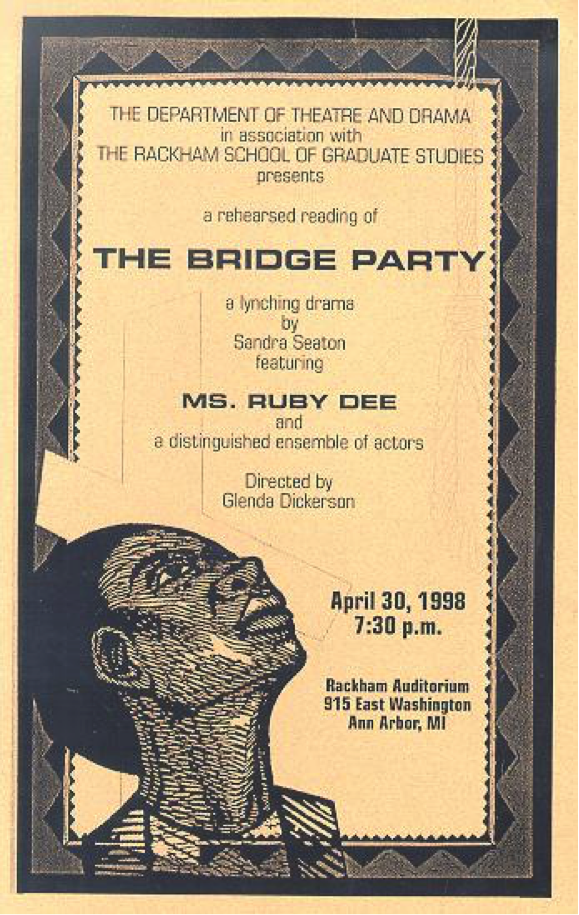 THE DEPARTMENT OF THEATRE AND DRAMA
in association with
THE RACKHAM SCHOOL OF GRADUATE STUDIES
presents
a rehearsed reading of
THE BRIDGE PARTY
a lynching drama
by
Sandra Seaton
featuring
MS. RUBY DEE
and
a distinguished ensemble of actors
Directed by
Glenda Dickerson
April 30, 1998
7:30 p.m.
Rackham Auditorium
915 East Washington
Ann Arbor, MI